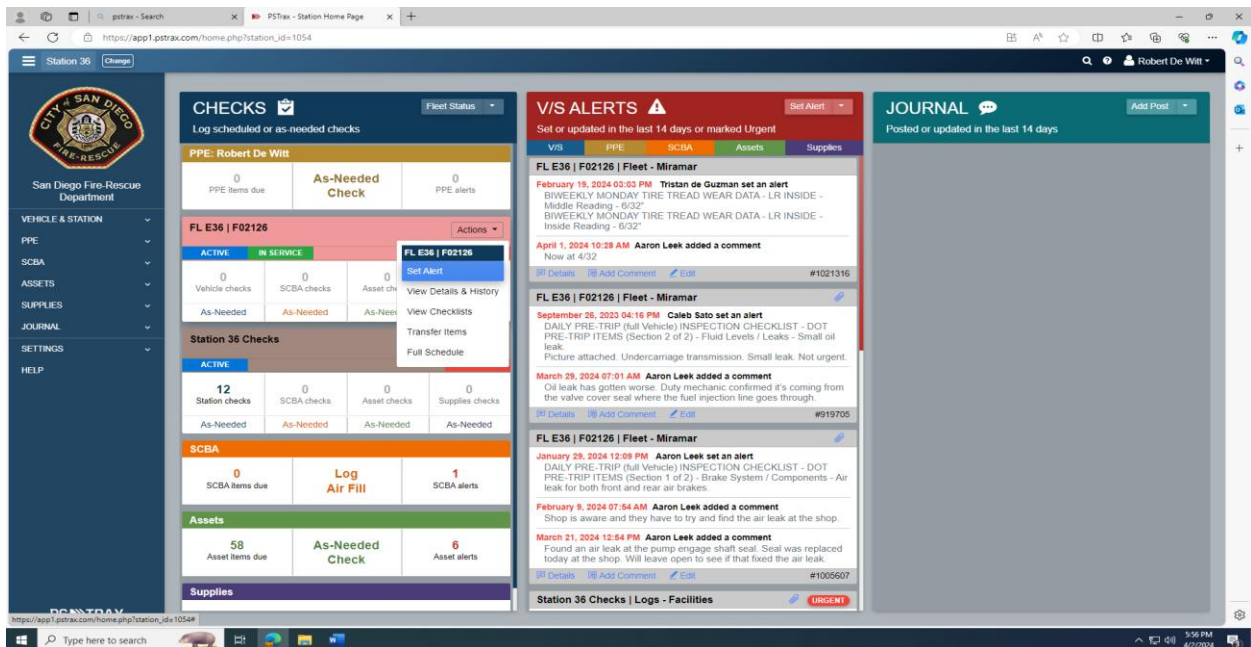 pstrax - Search
PSTrax - Station Home Page
https://app1.pstrax.com/home.php?station_id=1054
Station 36 Change
Robert De Witt
CITY OF SAN DIEGO
FIRE-RESCUE
San Diego Fire-Rescue
Department
VEHICLE & STATION
PPE
SCBA
ASSETS
SUPPLIES
JOURNAL
SETTINGS
HELP
PSTRAX
https://app1.pstrax.com/home.php?station_id=1054#
CHECKS
Fleet Status
Log scheduled or as-needed checks
PPE: Robert De Witt
0
PPE items due
As-Needed
Check
0
PPE alerts
FL E36 | F02126
Actions
ACTIVE
IN SERVICE
0
Vehicle checks
0
SCBA checks
0
Asset che
As-Needed
As-Needed
As-Nee
FL E36 | F02126
Set Alert
View Details & History
View Checklists
Transfer Items
Full Schedule
Station 36 Checks
ACTIVE
12
Station checks
0
SCBA checks
0
Asset checks
0
Supplies checks
As-Needed
As-Needed
As-Needed
As-Needed
SCBA
0
SCBA items due
Log
Air Fill
1
SCBA alerts
Assets
58
Asset items due
As-Needed
Check
6
Asset alerts
Supplies
V/S ALERTS
Set Alert
Set or updated in the last 14 days or marked Urgent
V/S PPE SCBA Assets Supplies
FL E36 | F02126 | Fleet - Miramar
February 19, 2024 03:03 PM Tristan de Guzman set an alert
BIWEEKLY MONDAY TIRE TREAD WEAR DATA - LR INSIDE -
Middle Reading - 6/32"
BIWEEKLY MONDAY TIRE TREAD WEAR DATA - LR INSIDE -
Inside Reading - 6/32"
April 1, 2024 10:28 AM Aaron Leek added a comment
Now at 4/32
Details Add Comment Edit #1021316
FL E36 | F02126 | Fleet - Miramar
September 26, 2023 04:16 PM Caleb Sato set an alert
DAILY PRE-TRIP (full Vehicle) INSPECTION CHECKLIST - DOT
PRE-TRIP ITEMS (Section 2 of 2) - Fluid Levels / Leaks - Small oil
leak.
Picture attached. Undercarriage transmission. Small leak. Not urgent.
March 29, 2024 07:01 AM Aaron Leek added a comment
Oil leak has gotten worse. Duty mechanic confirmed it's coming from
the valve cover seal where the fuel injection line goes through.
Details Add Comment Edit #919705
FL E36 | F02126 | Fleet - Miramar
January 29, 2024 12:09 PM Aaron Leek set an alert
DAILY PRE-TRIP (full Vehicle) INSPECTION CHECKLIST - DOT
PRE-TRIP ITEMS (Section 1 of 2) - Brake System / Components - Air
leak for both front and rear air brakes.
February 9, 2024 07:54 AM Aaron Leek added a comment
Shop is aware and they have to try and find the air leak at the shop.
March 21, 2024 12:54 PM Aaron Leek added a comment
Found an air leak at the pump engage shaft seal. Seal was replaced
today at the shop. Will leave open to see if that fixed the air leak.
Details Add Comment Edit #1005607
Station 36 Checks | Logs - Facilities URGENT
JOURNAL
Add Post
Posted or updated in the last 14 days
Type here to search
5:56 PM
4/2/2024